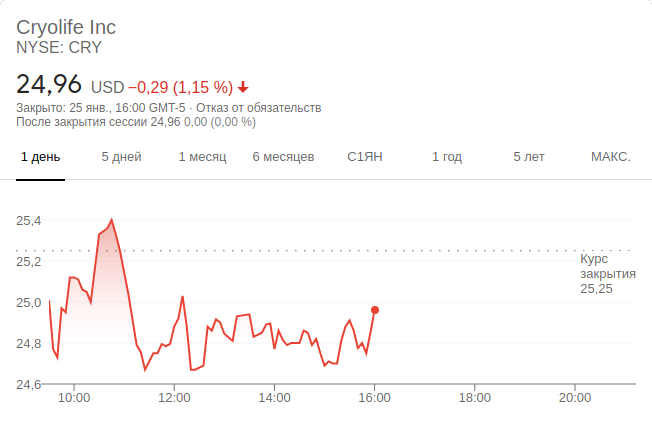 Cryolife Inc
NYSE: CRY
24,96 USD −0,29 (1,15 %)
Закрыто: 25 янв., 16:00 GMT-5 · Отказ от обязательств
После закрытия сессии 24,96 0,00 (0,00 %)
1 день 5 дней 1 месяц 6 месяцев С1ЯН 1 год 5 лет МАКС.
25,4
25,2
25,0
24,8
24,6
Курс
закрытия
25,25
10:00 12:00 14:00 16:00 18:00 20:00